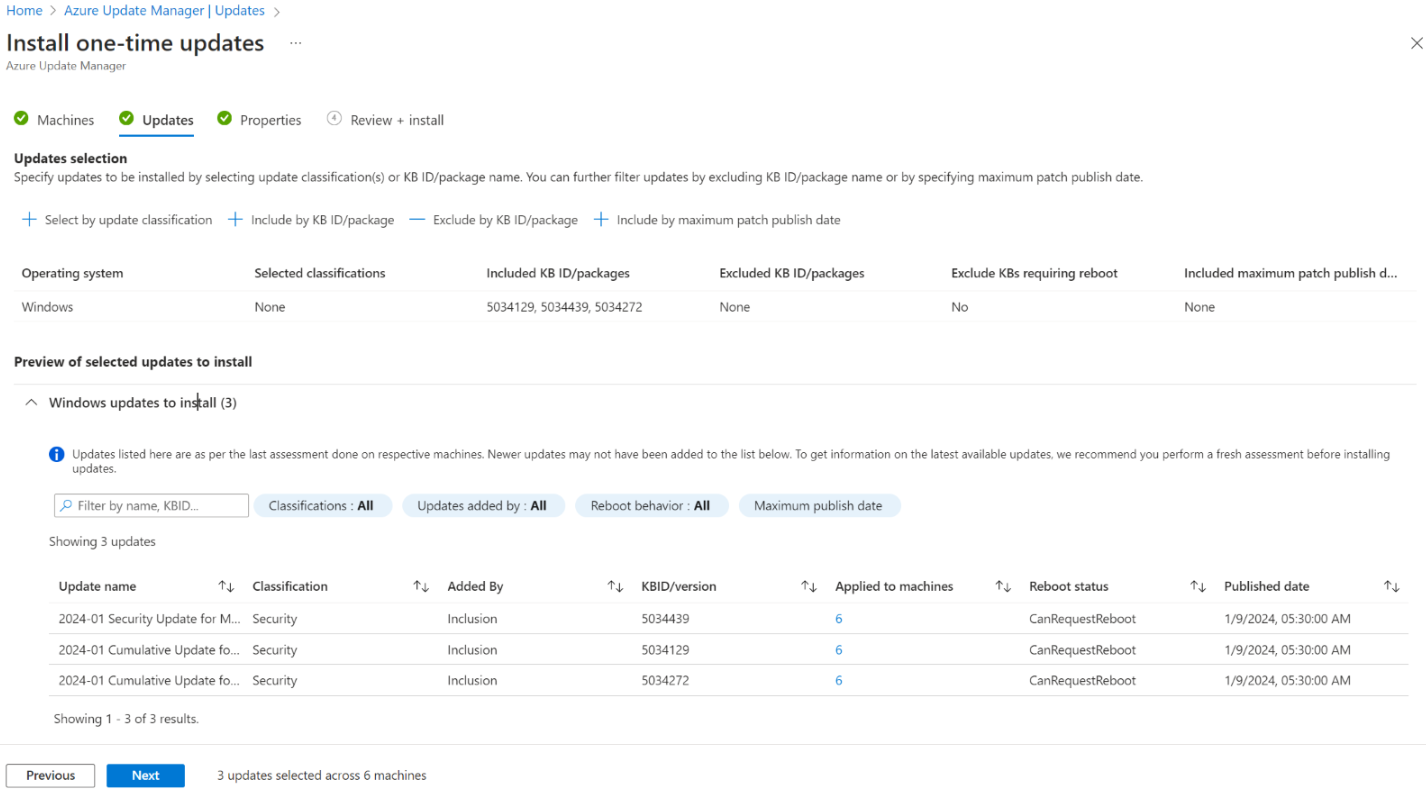 Home > Azure Update Manager | Updates >
Install one-time updates ...
Azure Update Manager
Machines Updates Properties 4 Review + install
Updates selection
Specify updates to be installed by selecting update classification(s) or KB ID/package name. You can further filter updates by excluding KB ID/package name or by specifying maximum patch publish date.
+ Select by update classification + Include by KB ID/package — Exclude by KB ID/package + Include by maximum patch publish date
Operating system Selected classifications Included KB ID/packages Excluded KB ID/packages Exclude KBs requiring reboot Included maximum patch publish d...
Windows None 5034129, 5034439, 5034272 None No None
Preview of selected updates to install
Windows updates to install (3)
Updates listed here are as per the last assessment done on respective machines. Newer updates may not have been added to the list below. To get information on the latest available updates, we recommend you perform a fresh assessment before installing
updates.
Filter by name, KBID... Classifications : All Updates added by : All Reboot behavior : All Maximum publish date
Showing 3 updates
Update name ↑↓ Classification ↑↓ Added By ↑↓ KBID/version ↑↓ Applied to machines ↑↓ Reboot status ↑↓ Published date ↑↓
2024-01 Security Update for M... Security Inclusion 5034439 6 CanRequestReboot 1/9/2024, 05:30:00 AM
2024-01 Cumulative Update fo... Security Inclusion 5034129 6 CanRequestReboot 1/9/2024, 05:30:00 AM
2024-01 Cumulative Update fo... Security Inclusion 5034272 6 CanRequestReboot 1/9/2024, 05:30:00 AM
Showing 1 - 3 of 3 results.
Previous Next 3 updates selected across 6 machines